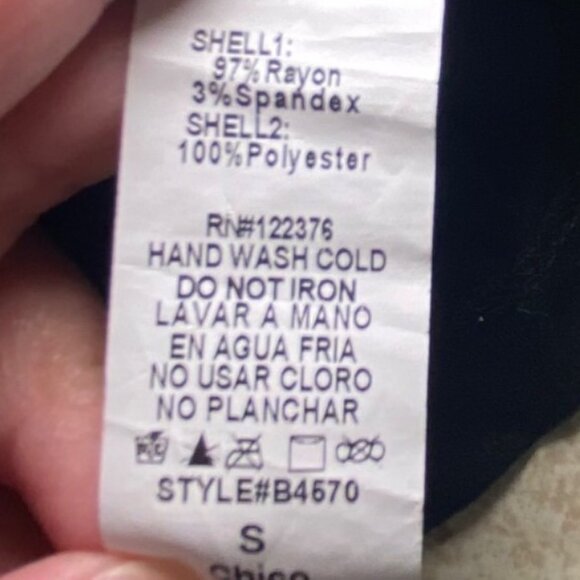 SHELL1:
97%Rayon
3%Spandex
SHELL2:
100%Polyester
RN#122376
HAND WASH COLD
DO NOT IRON
LAVAR A MANO
EN AGUA FRIA
NO USAR CLORO
NO PLANCHAR
STYLE#B4570
S